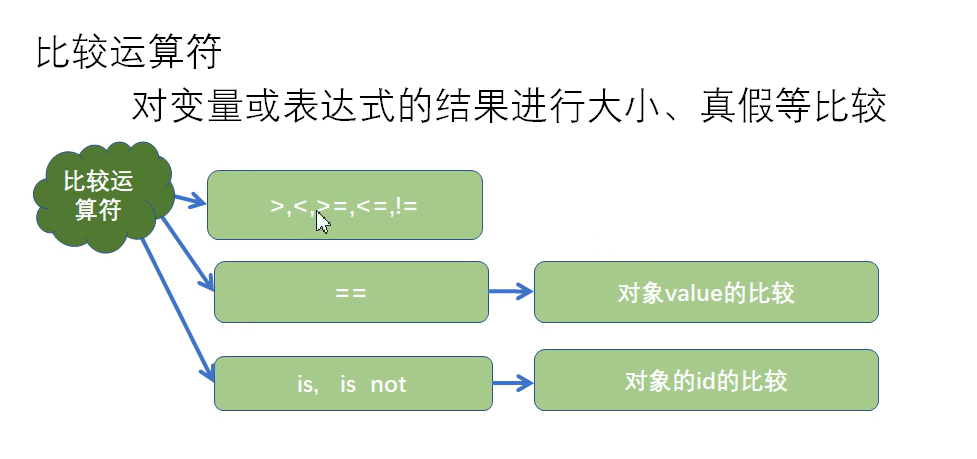 比较运算符
对变量或表达式的结果进行大小、真假等比较
比较运
算符
>,<,>=,<=,!=
==
对象value的比较
is, is not
对象的id的比较